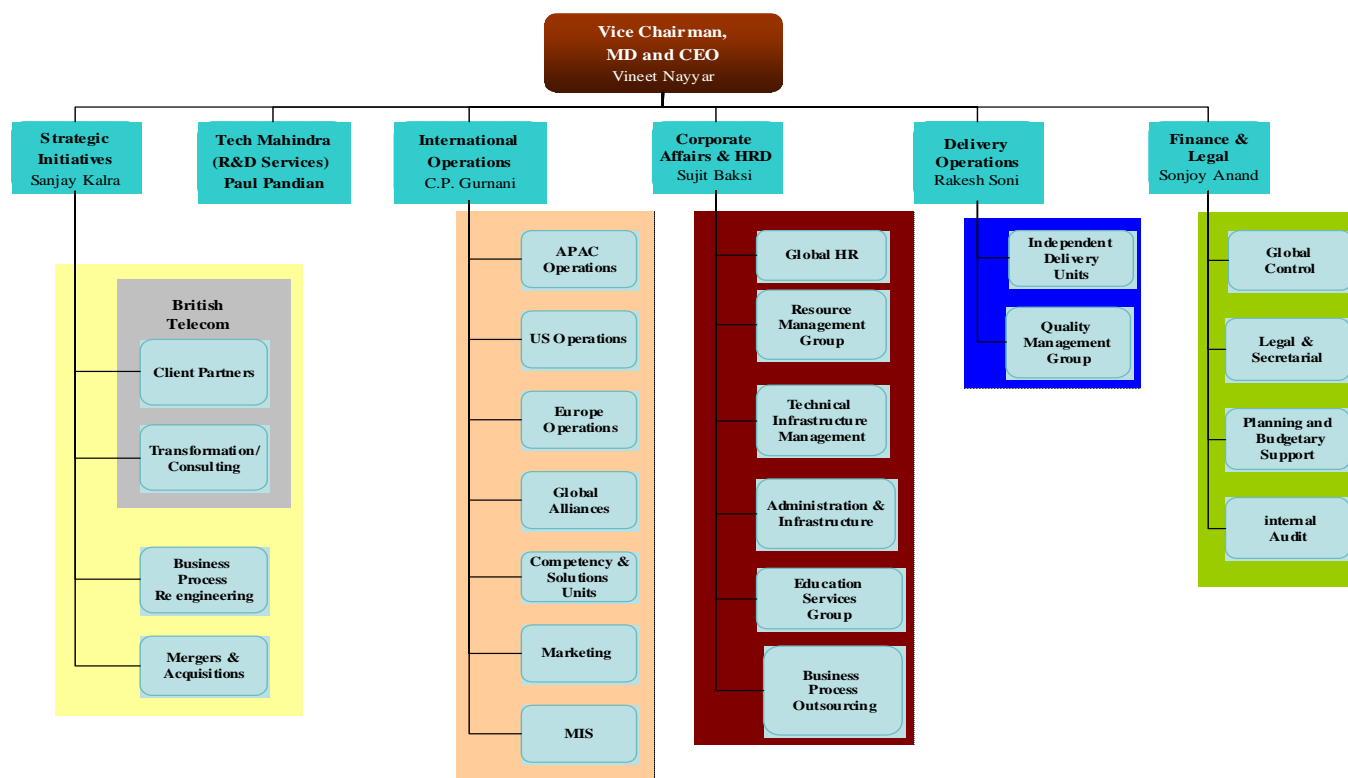 Vice Chairman,
MD and CEO
Vineet Nayyar
Strategic
Initiatives
Sanjay Kalra
Tech Mahindra
(R&D Services)
Paul Pandian
International
Operations
C.P. Gurnani
Corporate
Affairs & HRD
Sujit Baksi
Delivery
Operations
Rakesh Soni
Finance &
Legal
Sonjoy Anand
British
Telecom
Client Partners
Transformation/
Consulting
Business
Process
Re engineering
Mergers &
Acquisitions
APAC
Operations
US Operations
Europe
Operations
Global
Alliances
Competency &
Solutions
Units
Marketing
MIS
Global HR
Resource
Management
Group
Technical
Infrastructure
Management
Administration &
Infrastructure
Education
Services
Group
Business
Process
Outsourcing
Independent
Delivery
Units
Quality
Management
Group
Global
Control
Legal &
Secretarial
Planning and
Budgetary
Support
internal
Audit